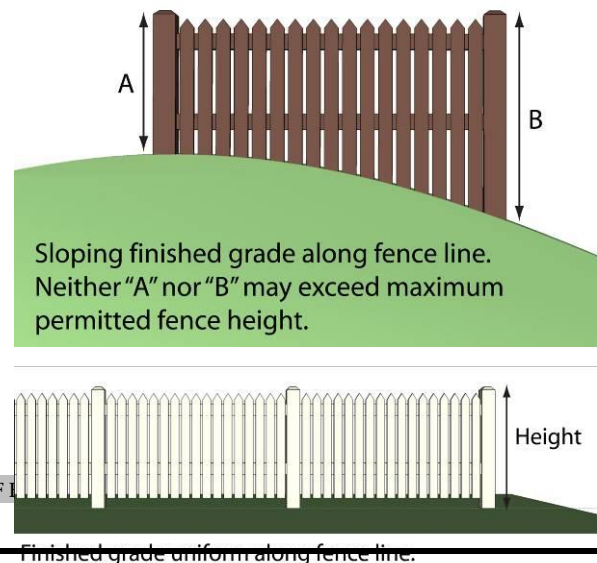 A
B
Sloping finished grade along fence line.
Neither “A” nor “B” may exceed maximum
permitted fence height.
Height
F
Finished grade uniform along fence line.